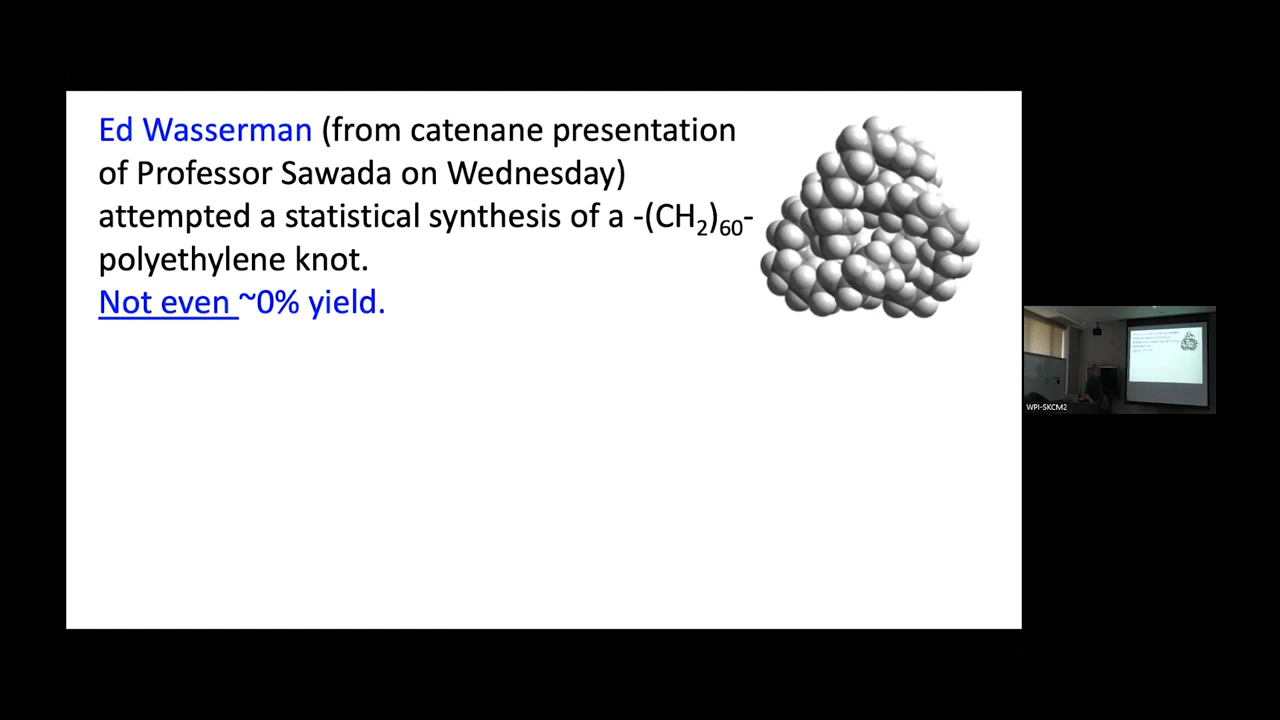 Ed Wasserman (from catenane presentation
of Professor Sawada on Wednesday)
attempted a statistical synthesis of a -(CH₂)₆₀-
polyethylene knot.
Not even ~0% yield.
WPI-SKCM2